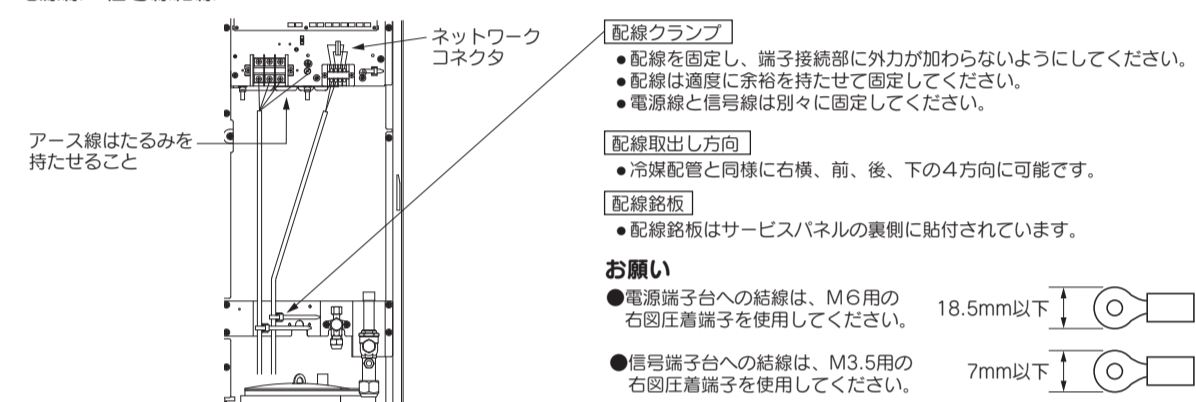 ネットワーク
コネクタ
アース線はたるみを
持たせること
配線クランプ
●配線を固定し、端子接続部に外力が加わらないようにしてください。
●配線は適度に余裕を持たせて固定してください。
●電源線と信号線は別々に固定してください。
配線取出し方向
●冷媒配管と同様に右横、前、後、下の4方向に可能です。
配線銘板
●配線銘板はサービスパネルの裏側に貼付されています。
お願い
●電源端子台への結線は、M6用の
右図圧着端子を使用してください。
18.5mm以下
●信号端子台への結線は、M3.5用の
右図圧着端子を使用してください。
7mm以下